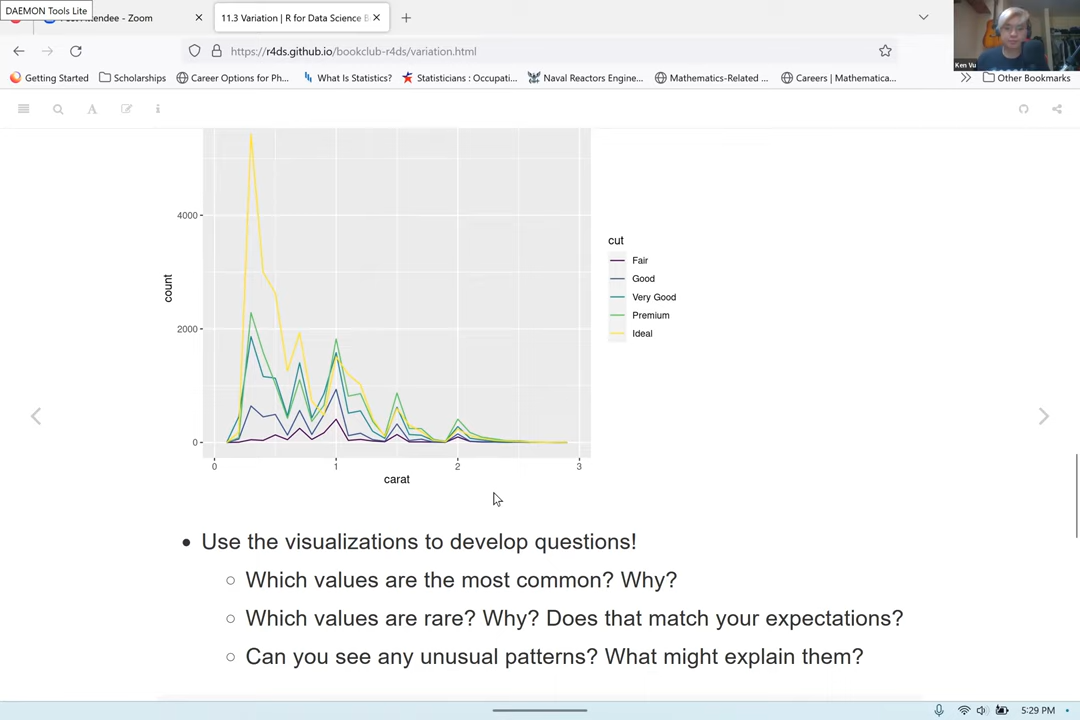 DAEMON Tools Lite
Attendee - Zoom
11.3 Variation | R for Data Science B
https://r4ds.github.io/bookclub-r4ds/variation.html
Ken Vu
Getting Started
Scholarships
Career Options for Ph...
What Is Statistics?
Statisticians : Occupati...
Naval Reactors Engine...
Mathematics-Related ...
Careers | Mathematica...
Other Bookmarks
4000
2000
0
count
0 1 2 3
carat
cut
Fair
Good
Very Good
Premium
Ideal
• Use the visualizations to develop questions!
○ Which values are the most common? Why?
○ Which values are rare? Why? Does that match your expectations?
○ Can you see any unusual patterns? What might explain them?
5:29 PM